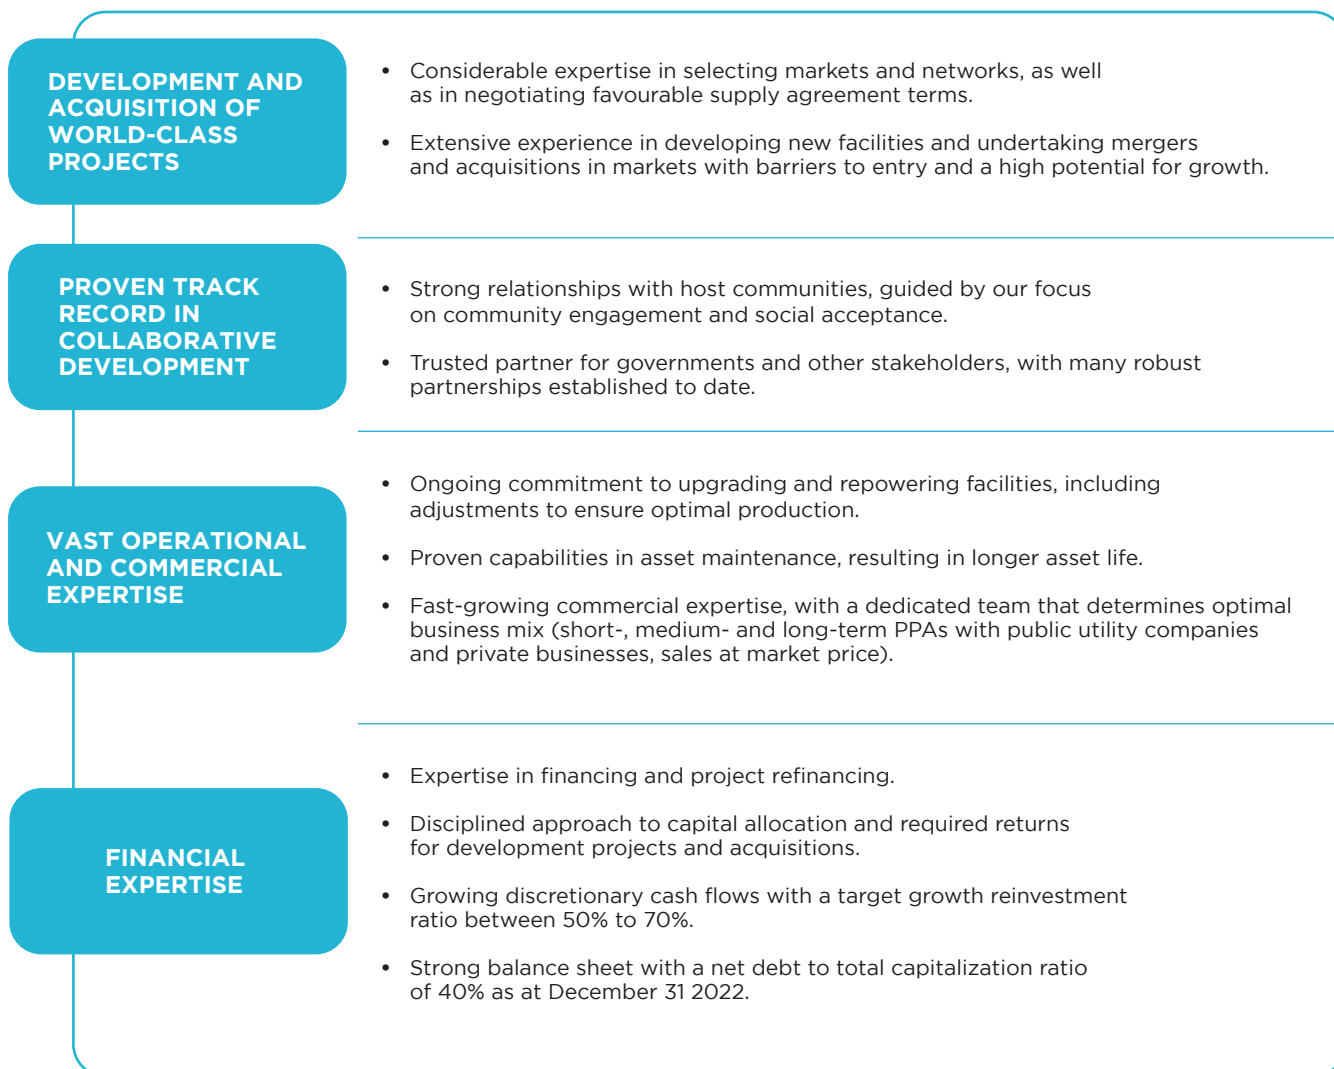 DEVELOPMENT AND
ACQUISITION OF
WORLD-CLASS
PROJECTS
• Considerable expertise in selecting markets and networks, as well
as in negotiating favourable supply agreement terms.
• Extensive experience in developing new facilities and undertaking mergers
and acquisitions in markets with barriers to entry and a high potential for growth.
PROVEN TRACK
RECORD IN
COLLABORATIVE
DEVELOPMENT
• Strong relationships with host communities, guided by our focus
on community engagement and social acceptance.
• Trusted partner for governments and other stakeholders, with many robust
partnerships established to date.
VAST OPERATIONAL
AND COMMERCIAL
EXPERTISE
• Ongoing commitment to upgrading and repowering facilities, including
adjustments to ensure optimal production.
• Proven capabilities in asset maintenance, resulting in longer asset life.
• Fast-growing commercial expertise, with a dedicated team that determines optimal
business mix (short-, medium- and long-term PPAs with public utility companies
and private businesses, sales at market price).
FINANCIAL
EXPERTISE
• Expertise in financing and project refinancing.
• Disciplined approach to capital allocation and required returns
for development projects and acquisitions.
• Growing discretionary cash flows with a target growth reinvestment
ratio between 50% to 70%.
• Strong balance sheet with a net debt to total capitalization ratio
of 40% as at December 31 2022.